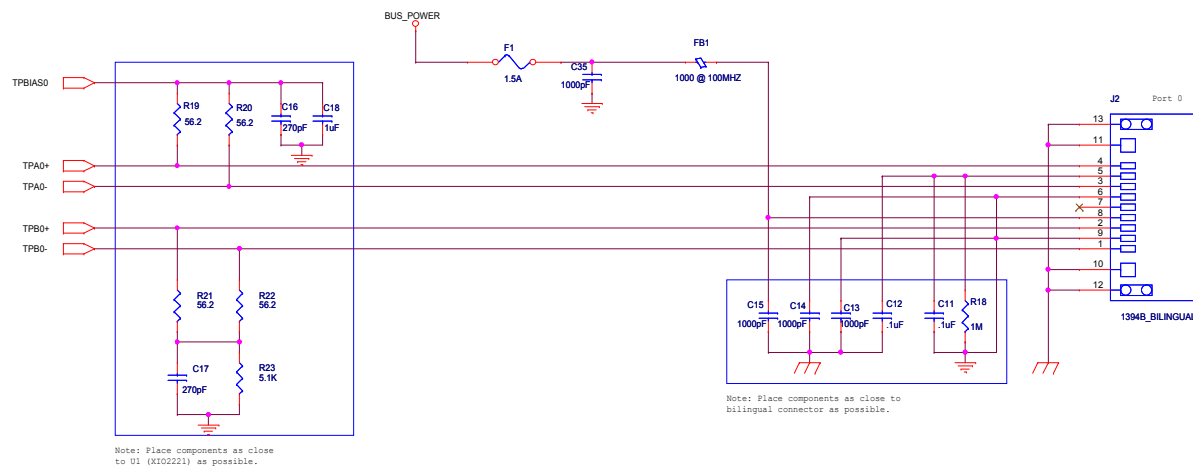 BUS_POWER
F1
1.5A
C35
1000pF
FB1
1000 @ 100MHZ
TPBIAS0
R19
56.2
R20
56.2
C16
270pF
C18
1uF
J2
Port 0
13
11
TPA0+
4
5
TPA0-
3
6
7
8
TPB0+
2
9
TPB0-
1
10
12
1394B_BILINGUAL
R21
56.2
R22
56.2
C15
1000pF
C14
1000pF
C13
1000pF
C12
.1uF
C11
.1uF
R18
1M
C17
270pF
R23
5.1K
Note: Place components as close to
bilingual connector as possible.
Note: Place components as close
to U1 (XIO2221) as possible.